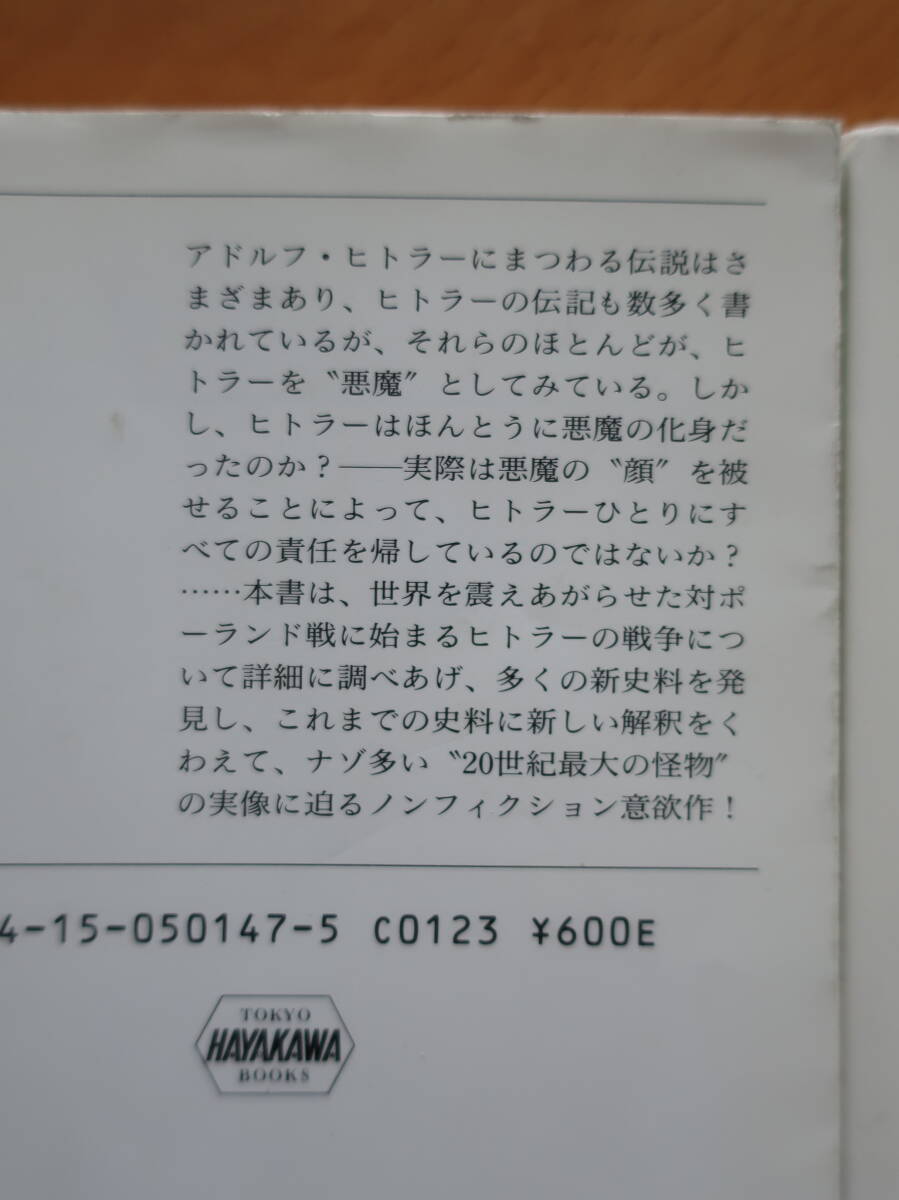 アドルフ・ヒトラーにまつわる伝説はさ
まざまあり、ヒトラーの伝記も数多く書
かれているが、それらのほとんどが、ヒ
トラーを〝悪魔〞としてみている。しか
し、ヒトラーはほんとうに悪魔の化身だ
ったのか?——実際は悪魔の〝顔〞を被
せることによって、ヒトラーひとりにす
べての責任を帰しているのではないか?
……本書は、世界を震えあがらせた対ポ
ーランド戦に始まるヒトラーの戦争につ
いて詳細に調べあげ、多くの新史料を発
見し、これまでの史料に新しい解釈をく
わえて、ナゾ多い〝20世紀最大の怪物〞
の実像に迫るノンフィクション意欲作!
4-15-050147-5 C0123 ¥600E
TOKYO
HAYAKAWA
BOOKS